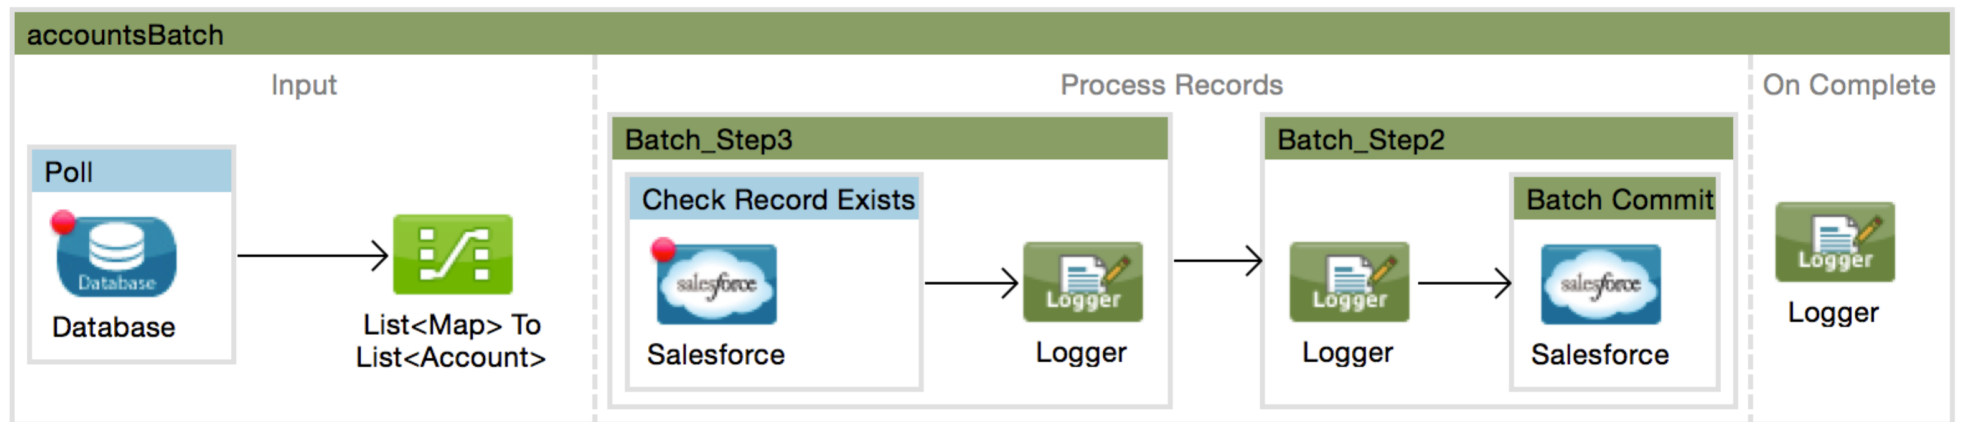 accountsBatch
Input
Process Records
On Complete
Poll
Database
Database
List<Map> To
List<Account>
Batch_Step3
Check Record Exists
salesforce
Salesforce
Logger
Logger
Batch_Step2
Logger
Logger
Batch Commit
salesforce
Salesforce
Logger
Logger